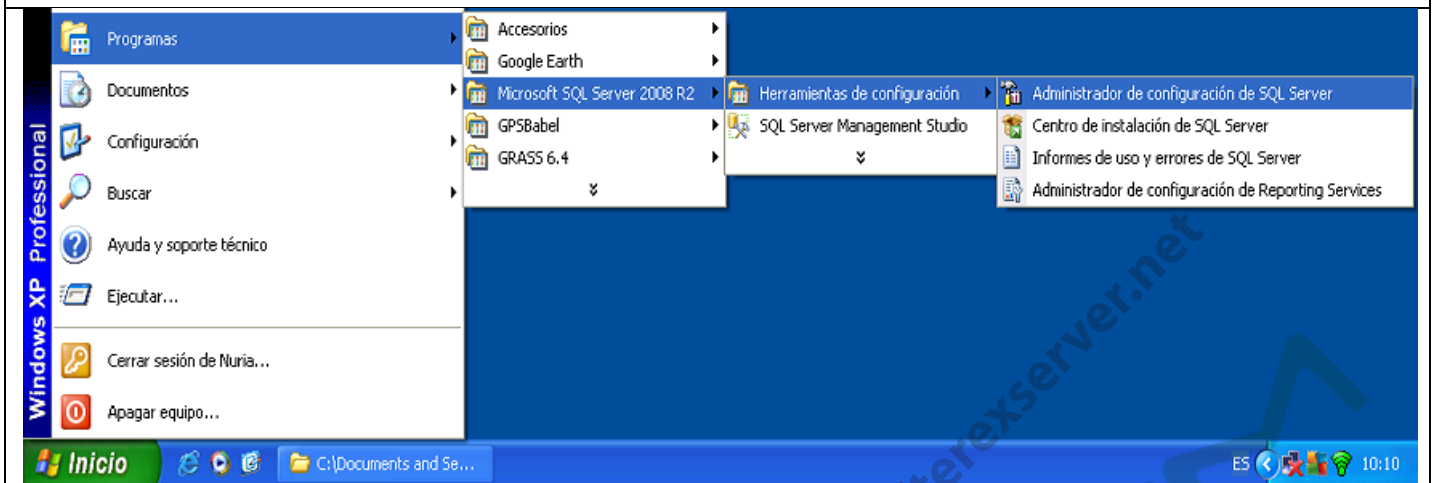 Windows XP Professional
Programas
Documentos
Configuración
Buscar
Ayuda y soporte técnico
Ejecutar...
Cerrar sesión de Nuria...
Apagar equipo...
Accesorios
Google Earth
Microsoft SQL Server 2008 R2
GPSBabel
GRASS 6.4
Herramientas de configuración
SQL Server Management Studio
Administrador de configuración de SQL Server
Centro de instalación de SQL Server
Informes de uso y errores de SQL Server
Administrador de configuración de Reporting Services
Inicio
C:\Documents and Se...
ES
10:10